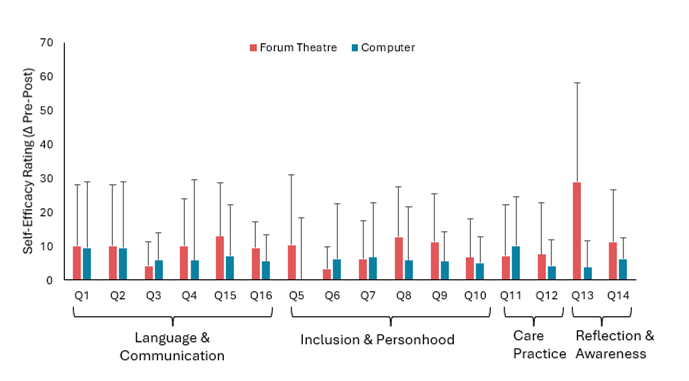 70
Forum Theatre Computer
60
50
40
30
20
10
0
Self-Efficacy Rating (Δ Pre-Post)
Q1 Q2 Q3 Q4 Q15 Q16 Q5 Q6 Q7 Q8 Q9 Q10 Q11 Q12 Q13 Q14
Language &
Communication
Inclusion & Personhood
Care
Practice
Reflection &
Awareness